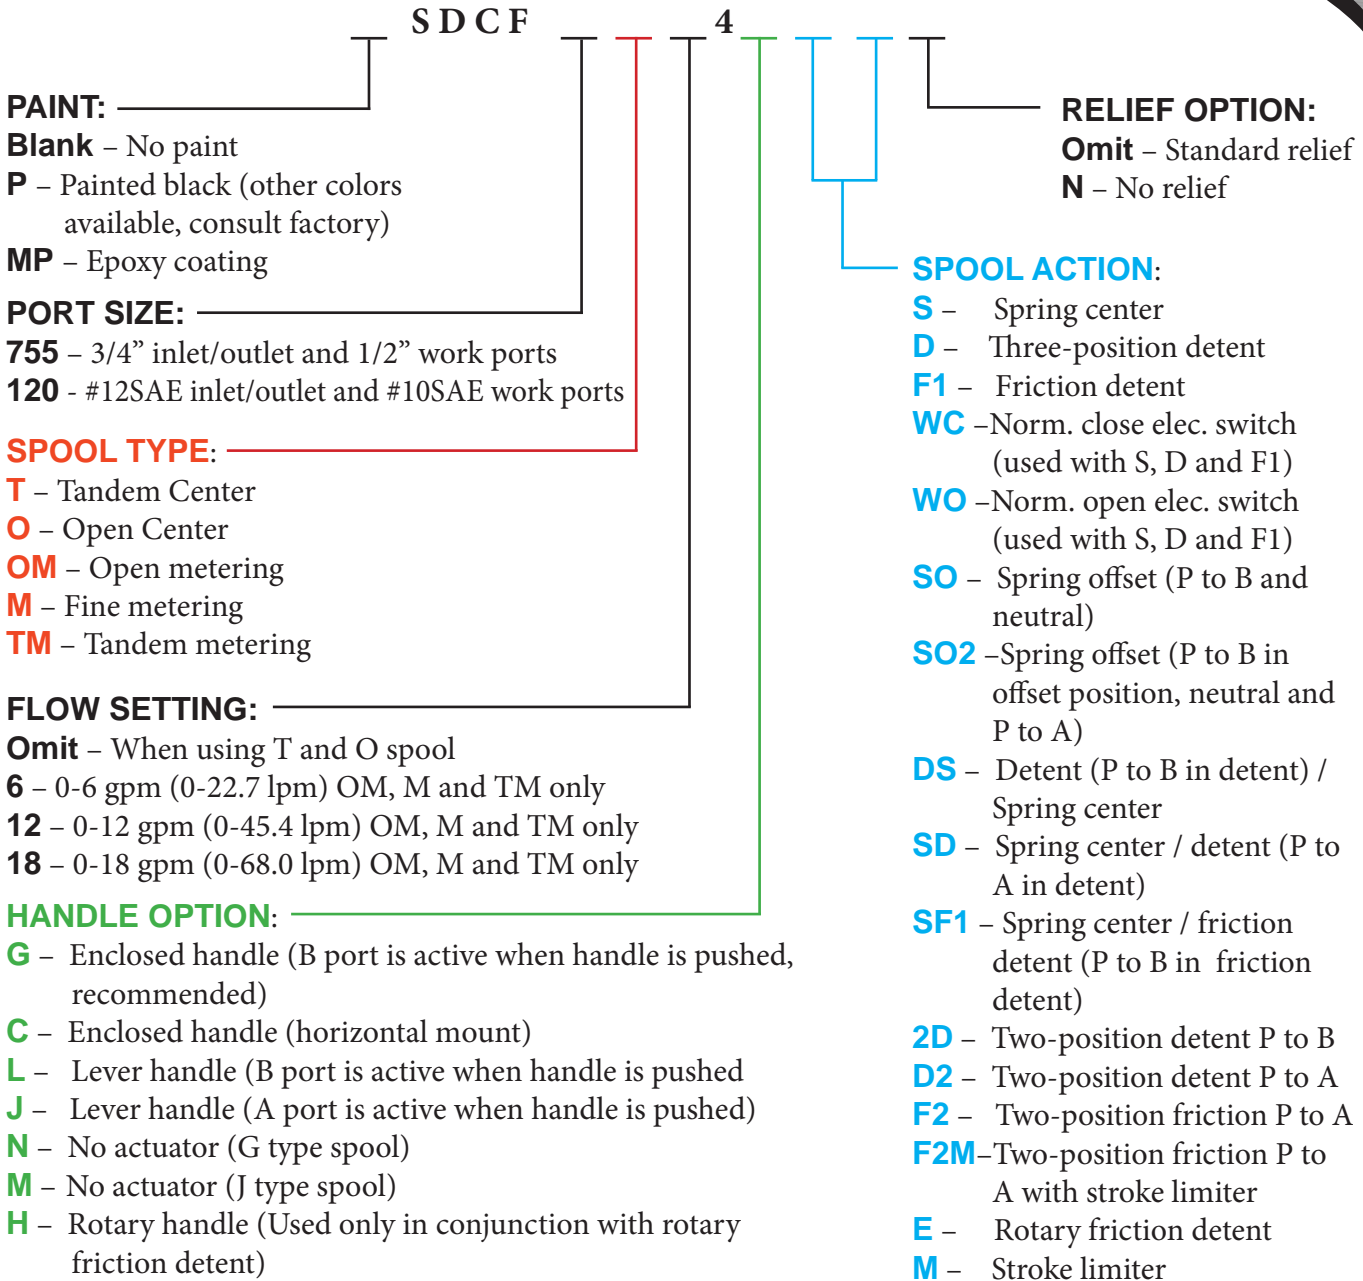 SDCF 4
PAINT:
Blank – No paint
P – Painted black (other colors
available, consult factory)
MP – Epoxy coating
PORT SIZE:
755 – 3/4” inlet/outlet and 1/2” work ports
120 - #12SAE inlet/outlet and #10SAE work ports
SPOOL TYPE:
T – Tandem Center
O – Open Center
OM – Open metering
M – Fine metering
TM – Tandem metering
FLOW SETTING:
Omit – When using T and O spool
6 – 0-6 gpm (0-22.7 lpm) OM, M and TM only
12 – 0-12 gpm (0-45.4 lpm) OM, M and TM only
18 – 0-18 gpm (0-68.0 lpm) OM, M and TM only
HANDLE OPTION:
G – Enclosed handle (B port is active when handle is pushed,
recommended)
C – Enclosed handle (horizontal mount)
L – Lever handle (B port is active when handle is pushed
J – Lever handle (A port is active when handle is pushed)
N – No actuator (G type spool)
M – No actuator (J type spool)
H – Rotary handle (Used only in conjunction with rotary
friction detent)
RELIEF OPTION:
Omit – Standard relief
N – No relief
SPOOL ACTION:
S – Spring center
D – Three-position detent
F1 – Friction detent
WC –Norm. close elec. switch
(used with S, D and F1)
WO –Norm. open elec. switch
(used with S, D and F1)
SO – Spring offset (P to B and
neutral)
SO2 –Spring offset (P to B in
offset position, neutral and
P to A)
DS – Detent (P to B in detent) /
Spring center
SD – Spring center / detent (P to
A in detent)
SF1 – Spring center / friction
detent (P to B in friction
detent)
2D – Two-position detent P to B
D2 – Two-position detent P to A
F2 – Two-position friction P to A
F2M–Two-position friction P to
A with stroke limiter
E – Rotary friction detent
M – Stroke limiter